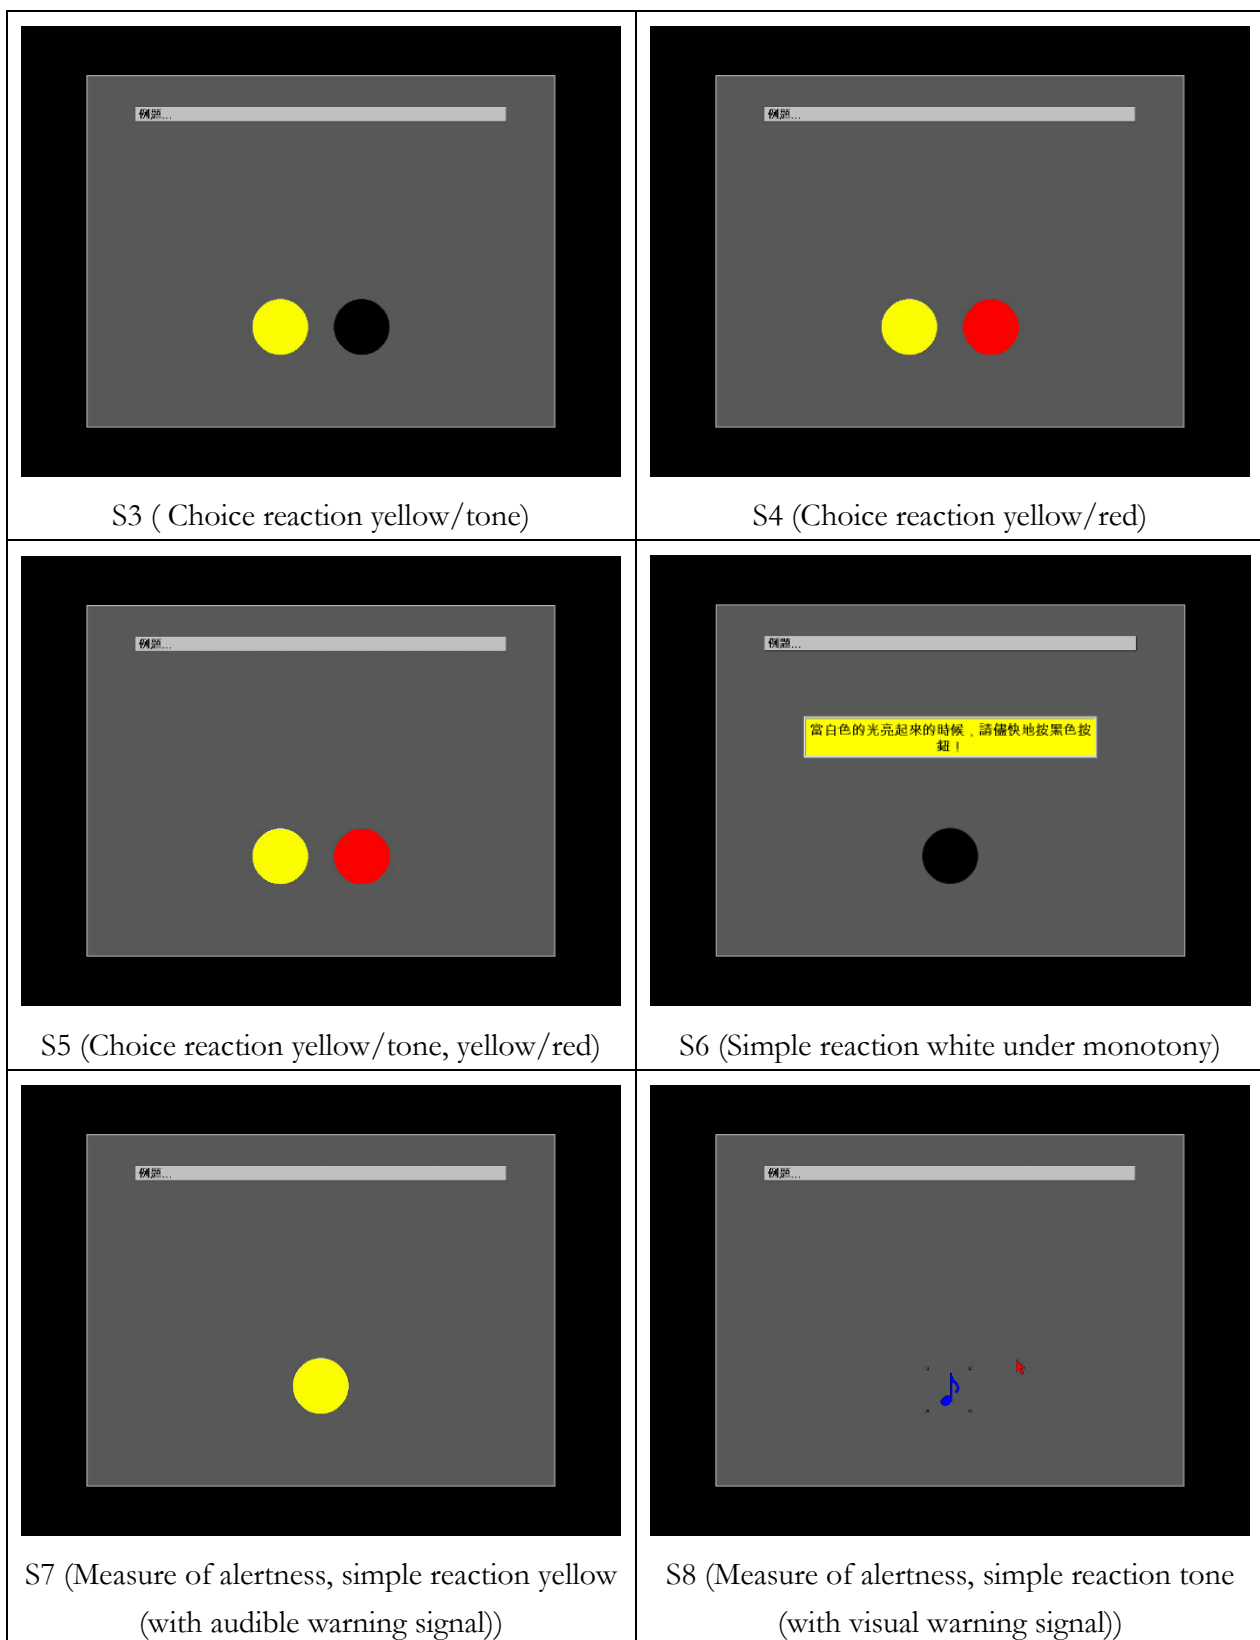 例題...
例題...
S3 ( Choice reaction yellow/tone)
S4 (Choice reaction yellow/red)
例題...
例題...
當白色的光亮起來的時候，請儘快地按黑色按
鈕！
S5 (Choice reaction yellow/tone, yellow/red)
S6 (Simple reaction white under monotony)
例題...
例題...
S7 (Measure of alertness, simple reaction yellow
(with audible warning signal))
S8 (Measure of alertness, simple reaction tone
(with visual warning signal))